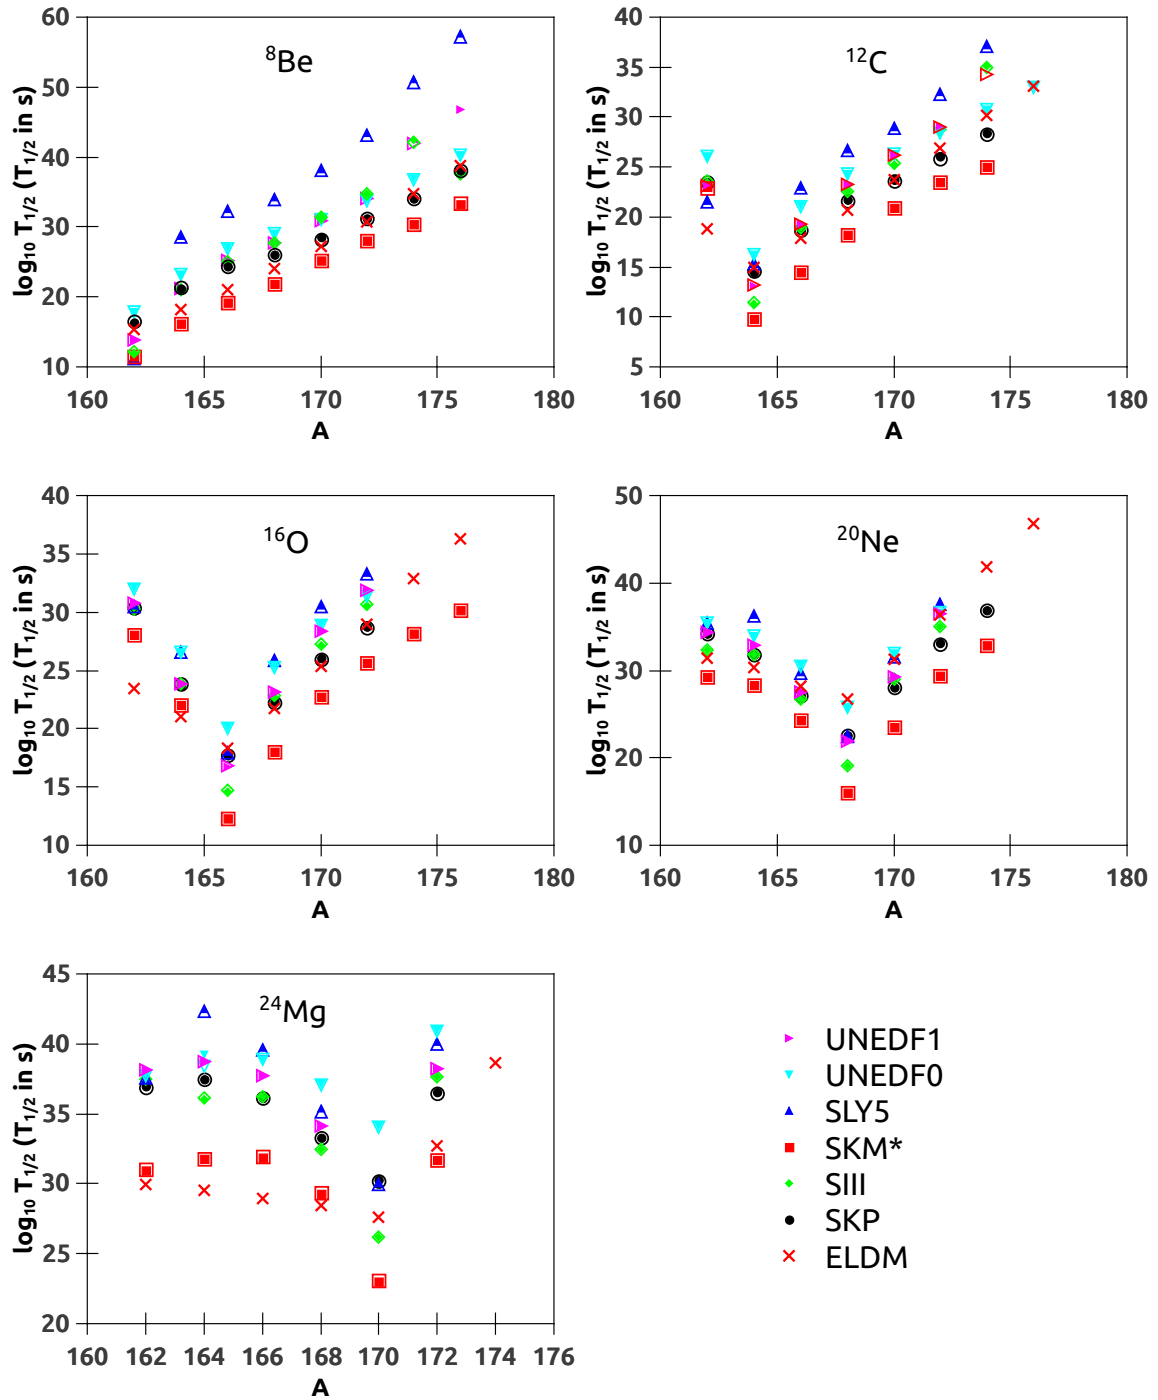 ⁸Be
log₁₀ T₁/₂ (T₁/₂ in s)
60
50
40
30
20
10
160 165 170 175 180
A
¹²C
log₁₀ T₁/₂ (T₁/₂ in s)
40
35
30
25
20
15
10
5
160 165 170 175 180
A
¹⁶O
log₁₀ T₁/₂ (T₁/₂ in s)
40
35
30
25
20
15
10
160 165 170 175 180
A
²⁰Ne
log₁₀ T₁/₂ (T₁/₂ in s)
50
40
30
20
10
160 165 170 175 180
A
²⁴Mg
log₁₀ T₁/₂ (T₁/₂ in s)
45
40
35
30
25
20
160 162 164 166 168 170 172 174 176
A
UNEDF1
UNEDF0
SLY5
SKM*
SIII
SKP
ELDM